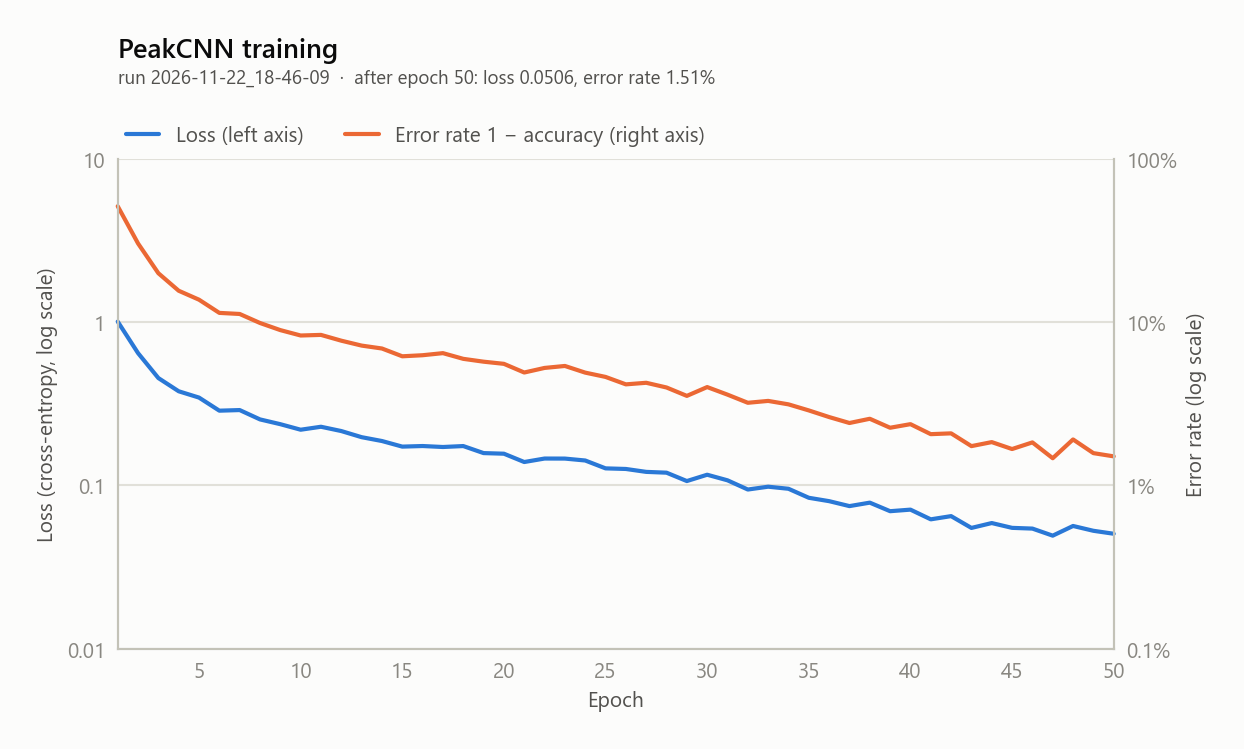 PeakCNN training
run 2026-11-22_18-46-09 · after epoch 50: loss 0.0506, error rate 1.51%
Loss (left axis) Error rate 1 − accuracy (right axis)
10 100%
1 10%
0.1 1%
0.01 0.1%
Loss (cross-entropy, log scale)
Error rate (log scale)
5 10 15 20 25 30 35 40 45 50
Epoch